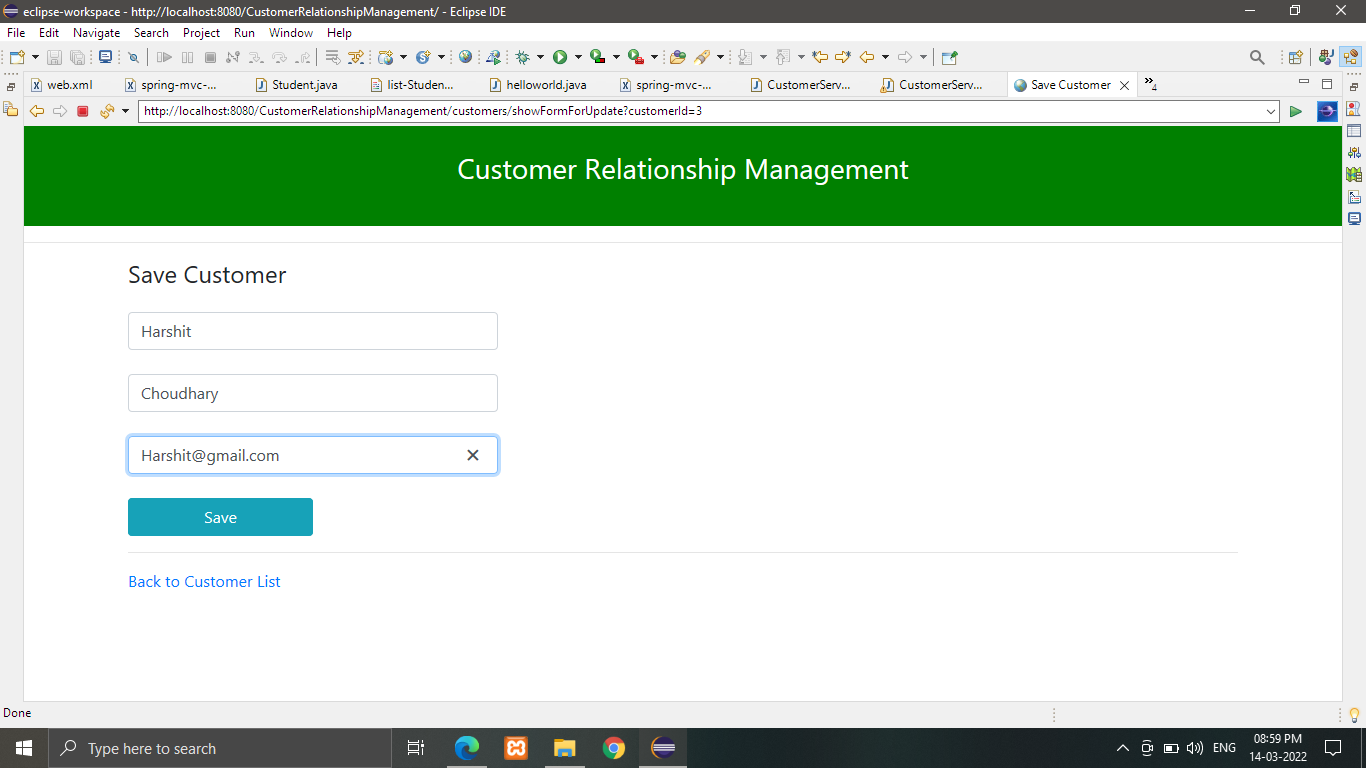 eclipse-workspace - http://localhost:8080/CustomerRelationshipManagement/ - Eclipse IDE
File Edit Navigate Search Project Run Window Help
web.xml spring-mvc-... Student.java list-Studen... helloworld.java spring-mvc-... CustomerServ... CustomerServ... Save Customer »4
http://localhost:8080/CustomerRelationshipManagement/customers/showFormForUpdate?customerId=3
Customer Relationship Management
Save Customer
Harshit
Choudhary
Harshit@gmail.com
Save
Back to Customer List
Done
Type here to search
ENG
08:59 PM
14-03-2022